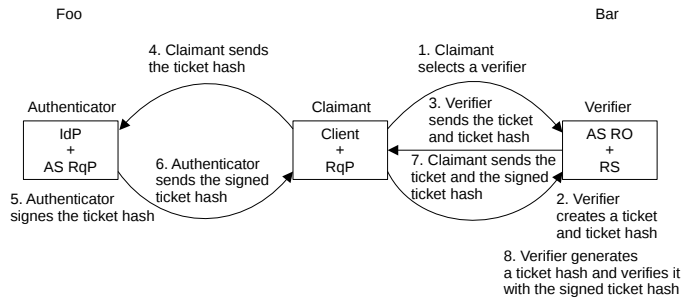 Foo
Bar
4. Claimant sends
the ticket hash
1. Claimant
selects a verifier
Authenticator
Claimant
Verifier
3. Verifier
sends the ticket
and ticket hash
IdP
+
AS RqP
Client
+
RqP
AS RO
+
RS
6. Authenticator
sends the signed
ticket hash
7. Claimant sends the
ticket and the signed
ticket hash
5. Authenticator
signes the ticket hash
2. Verifier
creates a ticket
and ticket hash
8. Verifier generates
a ticket hash and verifies it
with the signed ticket hash